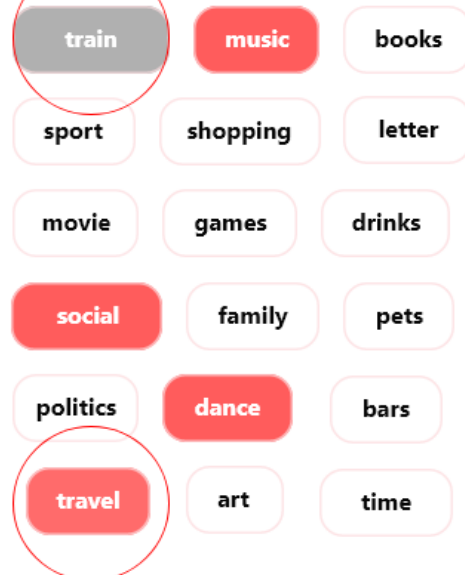 train music books
sport shopping letter
movie games drinks
social family pets
politics dance bars
travel art time